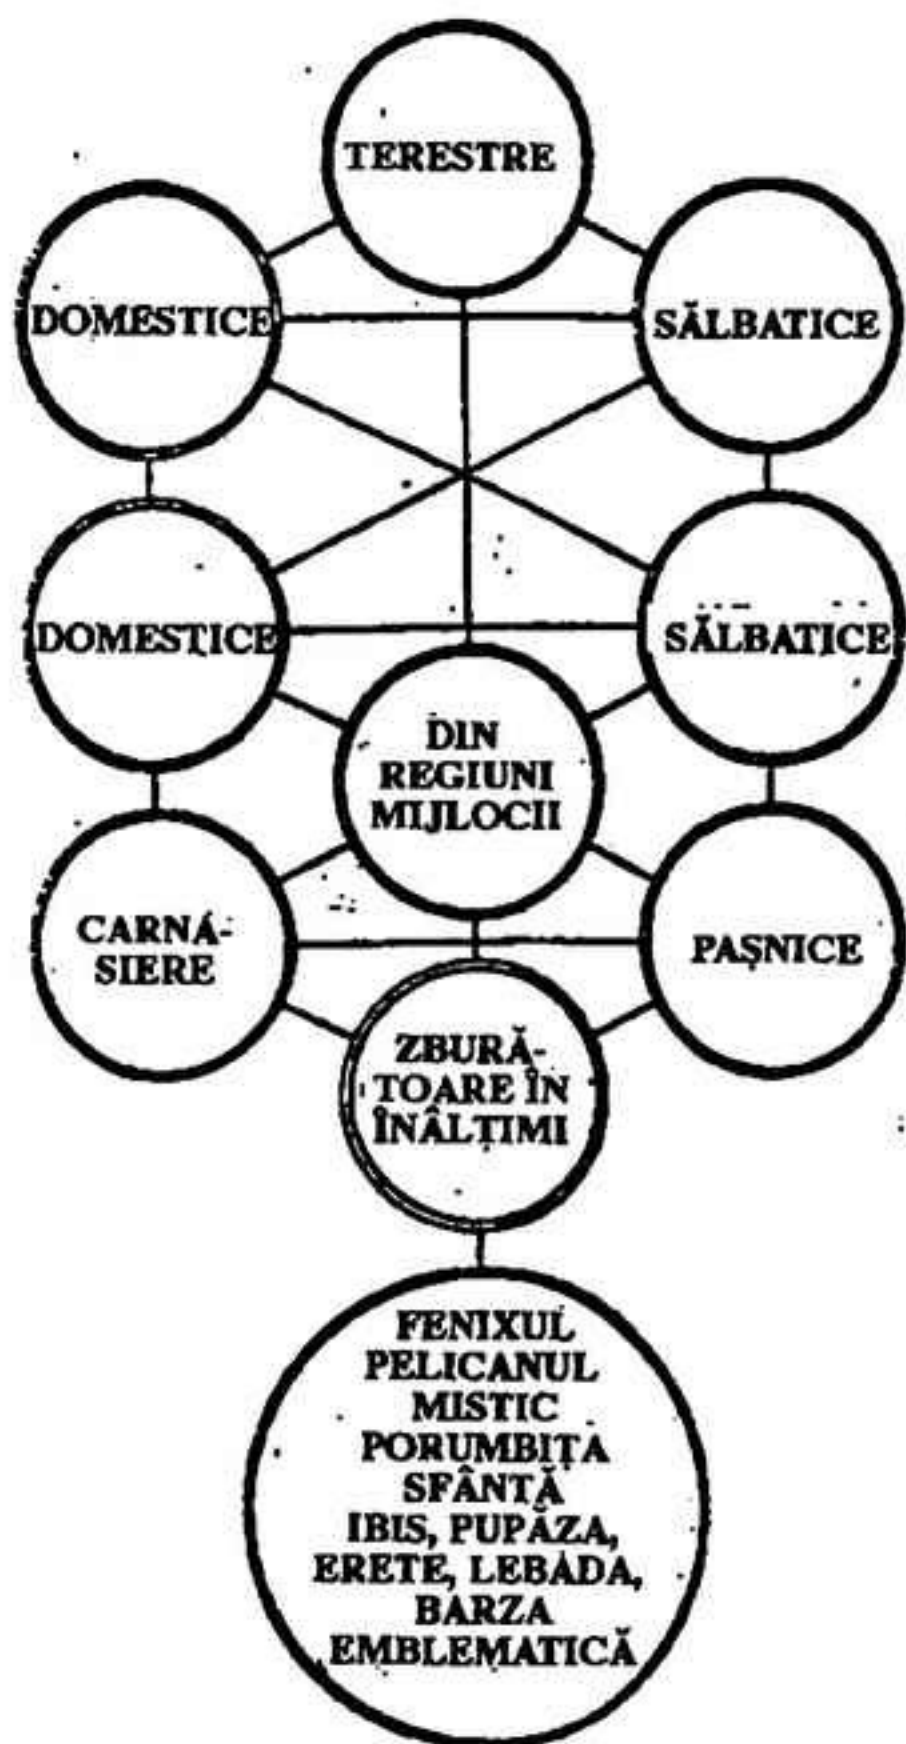 TERESTRE
DOMESTICE
SĂLBATICE
DOMESTICE
SĂLBATICE
DIN
REGIUNI
MIJLOCII
CARNA-
SIERE
PAȘNICE
ZBURĂ-
TOARE ÎN
ÎNÂLȚIMI
FENIXUL
PELICANUL
MISTIC
PORUMBIȚA
SFÂNTĂ
IBIS, PUPĂZA,
ERETE, LEBĂDA,
BARZA
EMBLEMATICĂ